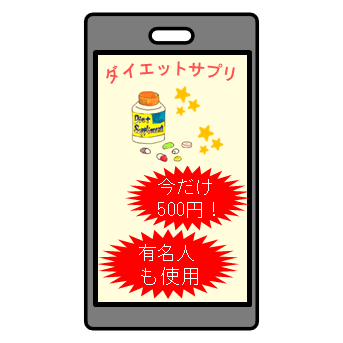 ダイエットサプリ
Diet
Supplement
今だけ
500円！
有名人
も使用